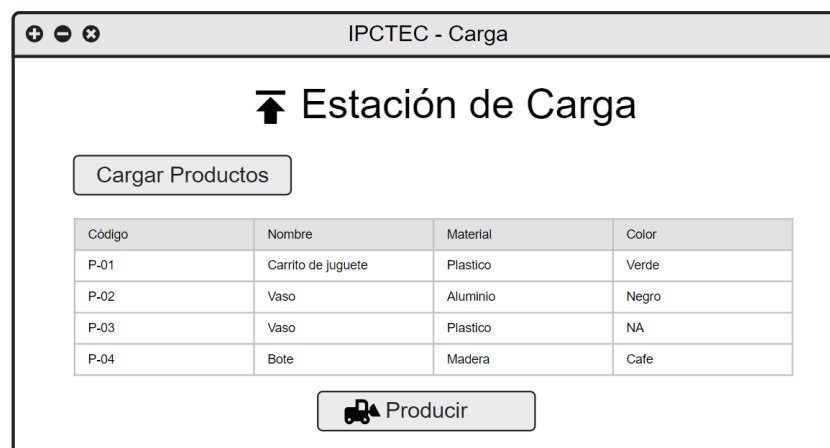 IPCTEC - Carga
Estación de Carga
Cargar Productos
Código Nombre Material Color
P-01 Carrito de juguete Plastico Verde
P-02 Vaso Aluminio Negro
P-03 Vaso Plastico NA
P-04 Bote Madera Cafe
Producir